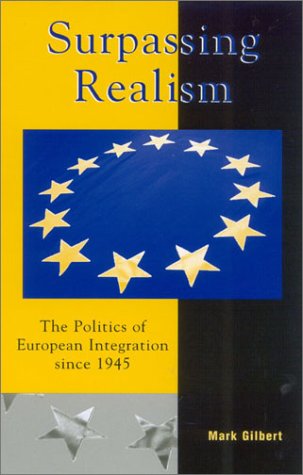 Surpassing
Realism
The Politics of
European Integration
since 1945
Mark Gilbert